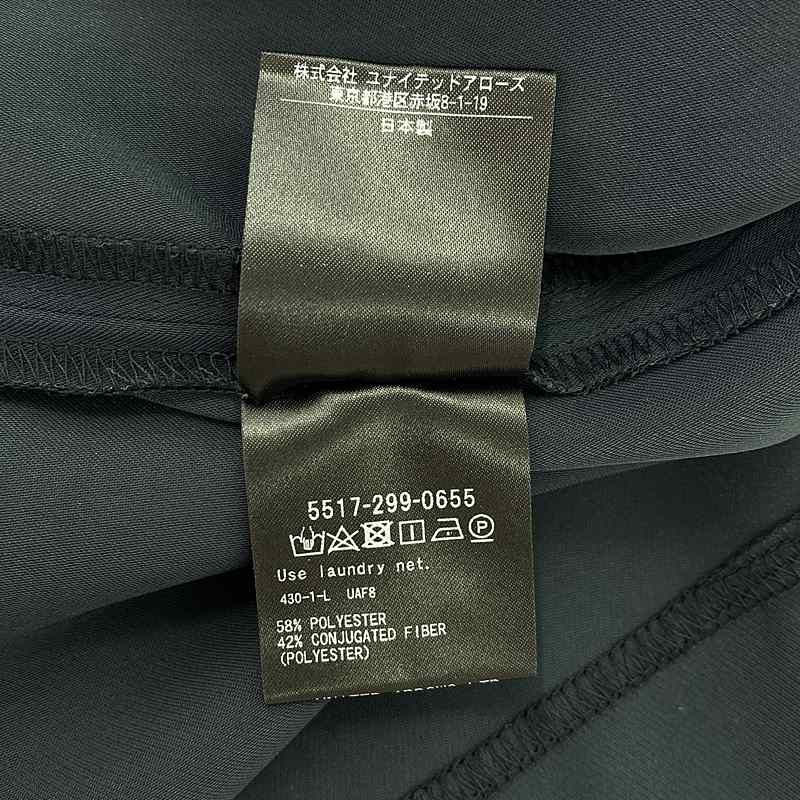 株式会社 ユナイテッドアローズ
東京都港区赤坂8-1-19
日本製
5517-299-0655
Use laundry net.
430-1-L UAF8
58% POLYESTER
42% CONJUGATED FIBER
(POLYESTER)